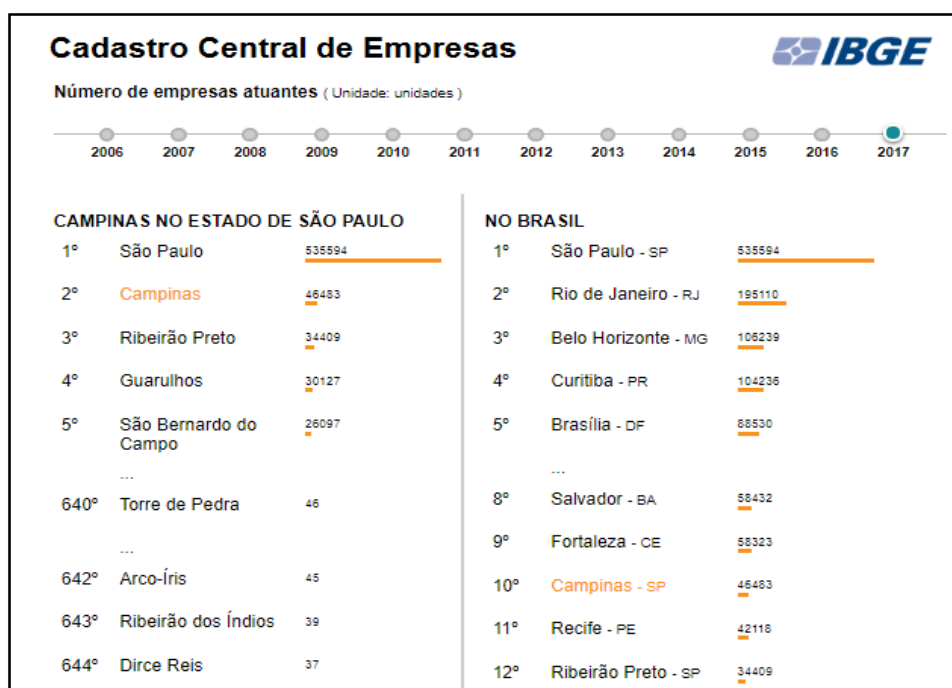 Cadastro Central de Empresas
IBGE
Número de empresas atuantes ( Unidade: unidades )
2006 2007 2008 2009 2010 2011 2012 2013 2014 2015 2016 2017
CAMPINAS NO ESTADO DE SÃO PAULO
1º São Paulo 535594
2º Campinas 46483
3º Ribeirão Preto 34409
4º Guarulhos 30127
5º São Bernardo do
Campo 26097
...
640º Torre de Pedra 46
...
642º Arco-Íris 45
643º Ribeirão dos Índios 39
644º Dirce Reis 37
NO BRASIL
1º São Paulo - SP 535594
2º Rio de Janeiro - RJ 195110
3º Belo Horizonte - MG 106239
4º Curitiba - PR 104236
5º Brasília - DF 88530
...
8º Salvador - BA 58432
9º Fortaleza - CE 58323
10º Campinas - SP 46483
11º Recife - PE 42118
12º Ribeirão Preto - SP 34409